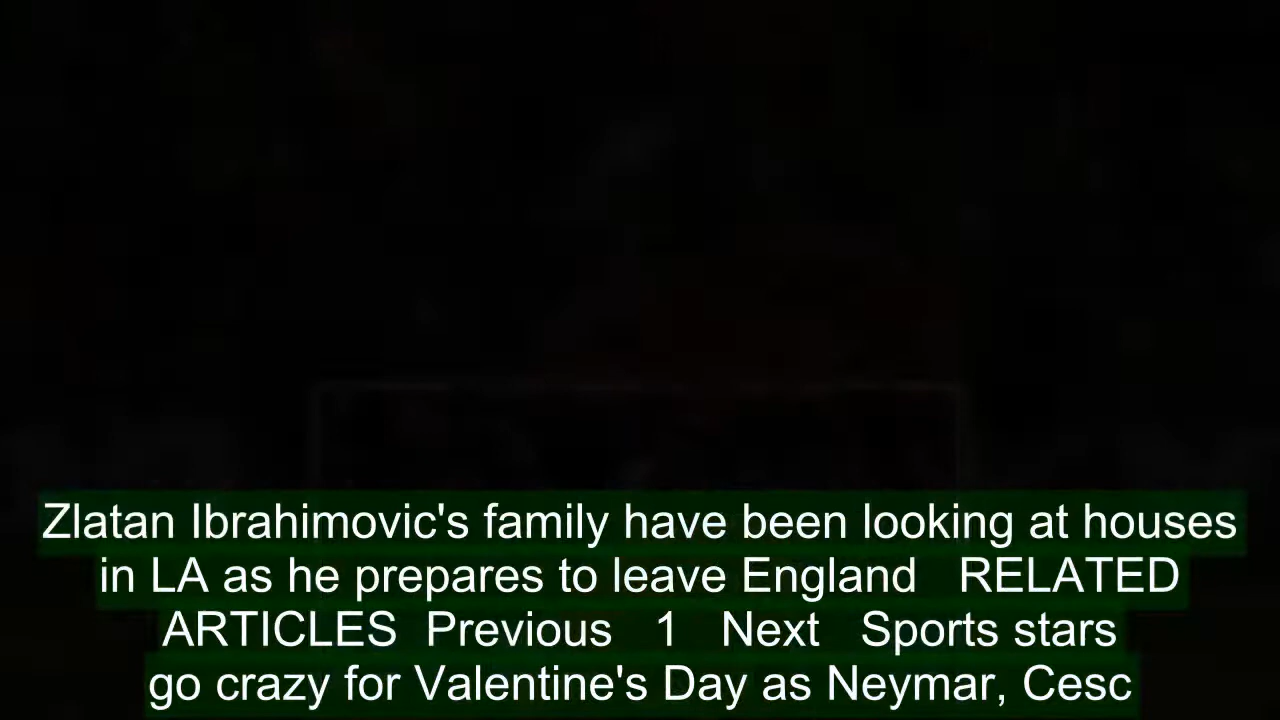 Zlatan Ibrahimovic's family have been looking at houses
in LA as he prepares to leave England   RELATED
ARTICLES  Previous   1   Next   Sports stars
go crazy for Valentine's Day as Neymar, Cesc